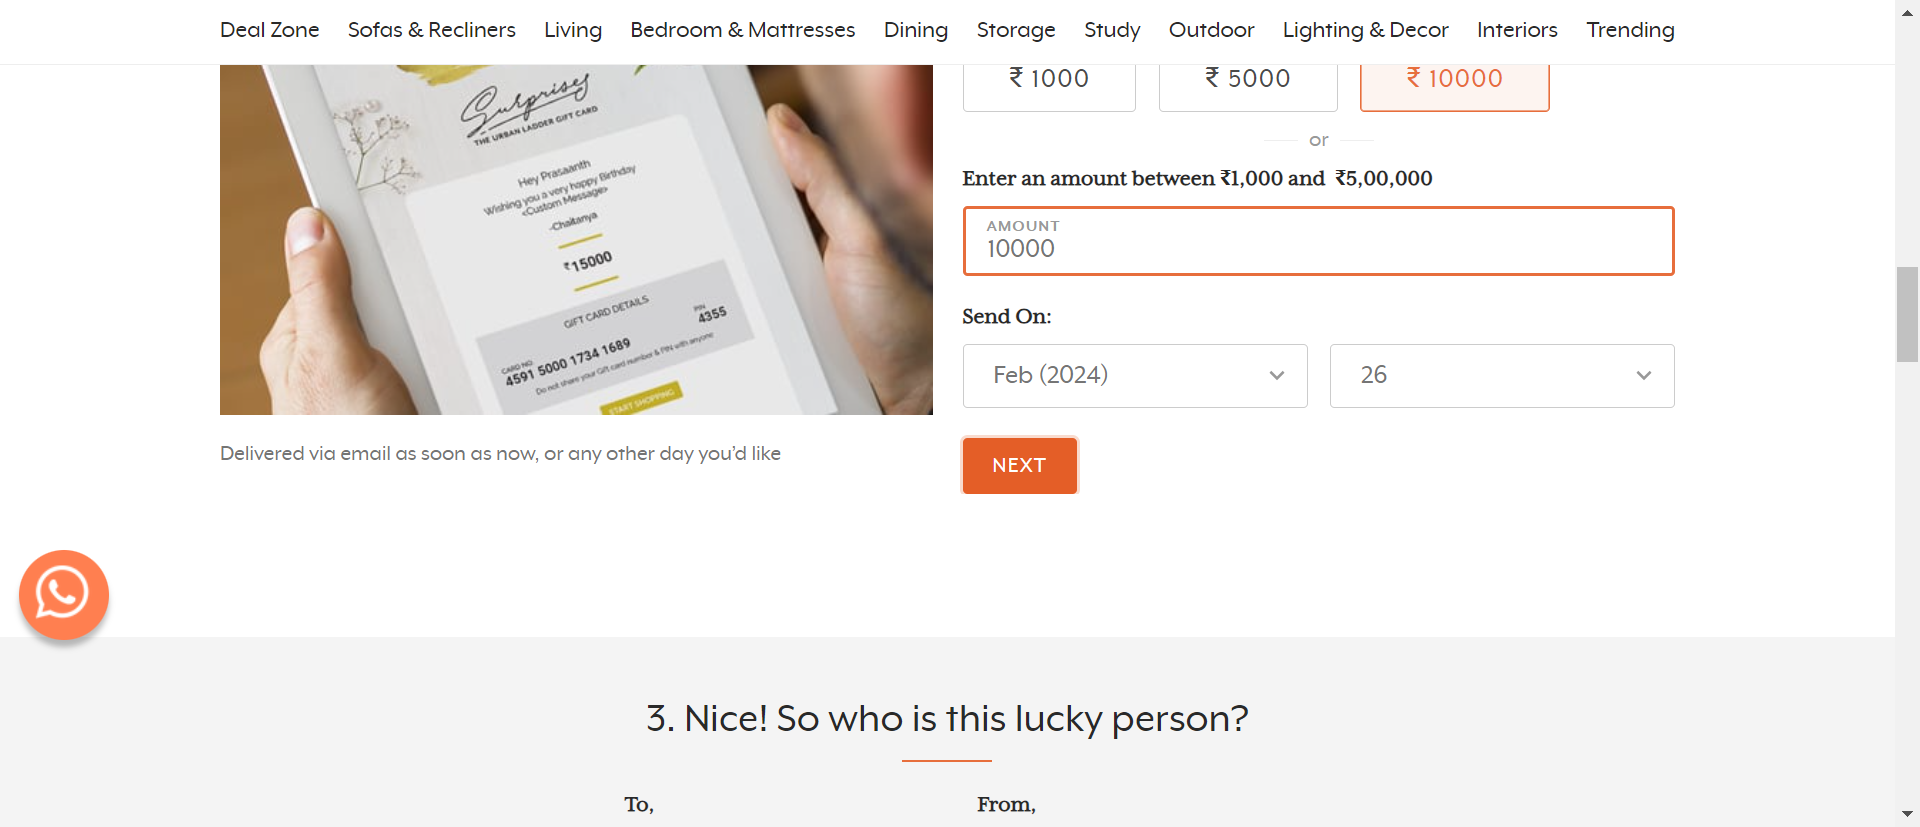 Deal Zone Sofas & Recliners Living Bedroom & Mattresses Dining Storage Study Outdoor Lighting & Decor Interiors Trending
Surprises
THE URBAN LADDER GIFT CARD
Hey Prasaanth
Wishing you a very happy Birthday
<Custom Message>
-Chaitanya
₹15000
GIFT CARD DETAILS
CARD NO.
4591 5000 1734 1689
PIN
4355
Do not share your Gift card number & PIN with anyone
START SHOPPING
Delivered via email as soon as now, or any other day you’d like
₹ 1000 ₹ 5000 ₹ 10000
or
Enter an amount between ₹1,000 and ₹5,00,000
AMOUNT
10000
Send On:
Feb (2024) 26
NEXT
3. Nice! So who is this lucky person?
To, From,